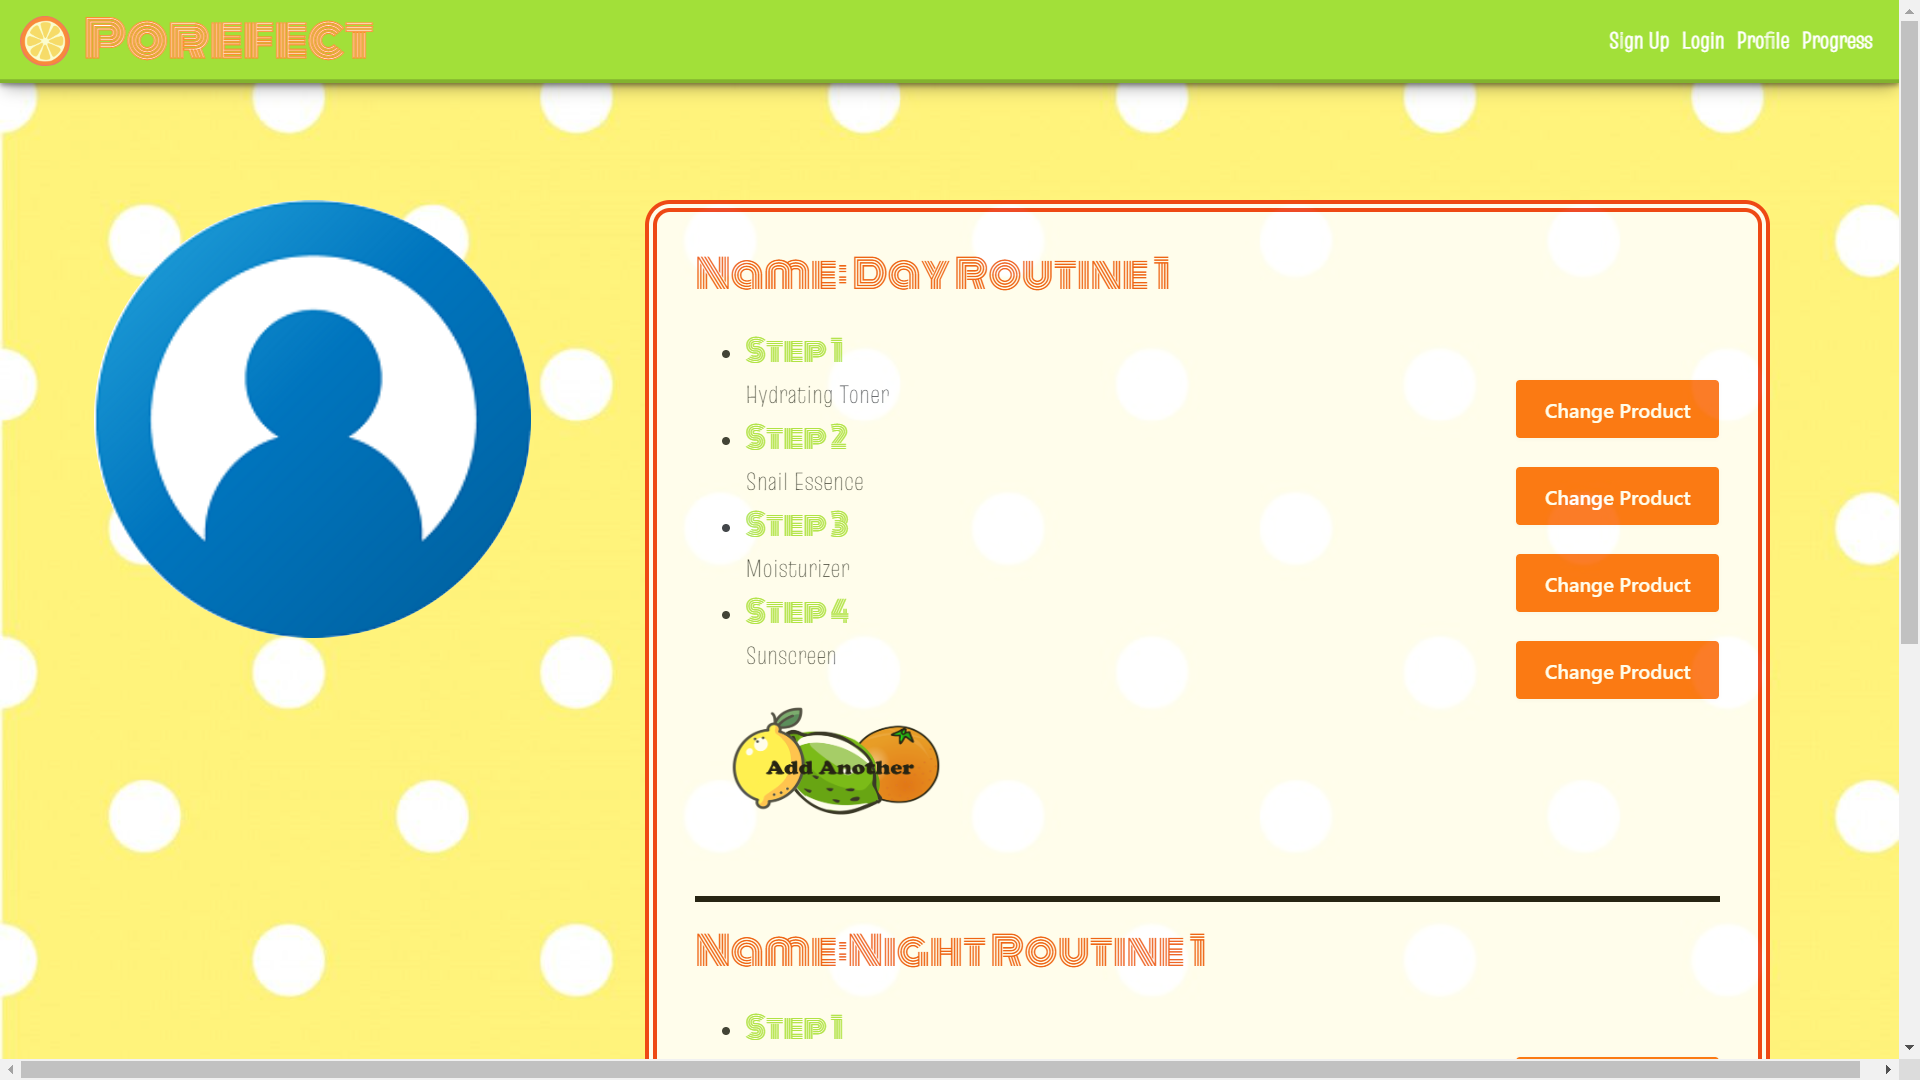 Porefect
Sign Up Login Profile Progress
Name: Day Routine 1
Step 1
Hydrating Toner
Change Product
Step 2
Snail Essence
Change Product
Step 3
Moisturizer
Change Product
Step 4
Sunscreen
Change Product
Add Another
Name:Night Routine 1
Step 1